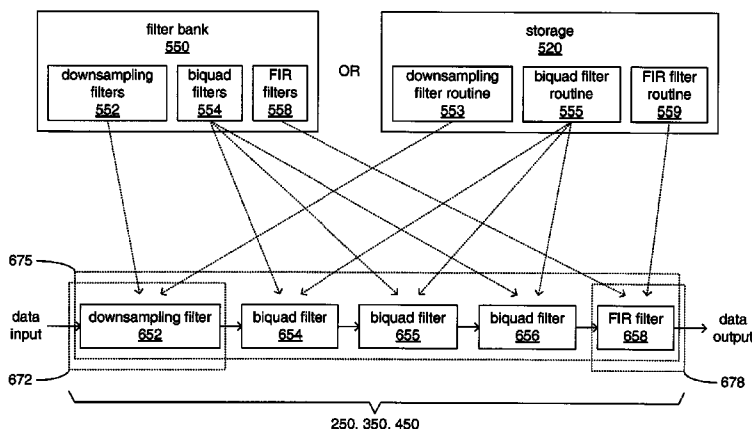 filter bank
550
downsampling
filters
552
biquad
filters
554
FIR
filters
558
OR
storage
520
downsampling
filter routine
553
biquad filter
routine
555
FIR filter
routine
559
675
data
input
downsampling filter
652
biquad filter
654
biquad filter
655
biquad filter
656
FIR filter
658
data
output
672
678
250, 350, 450